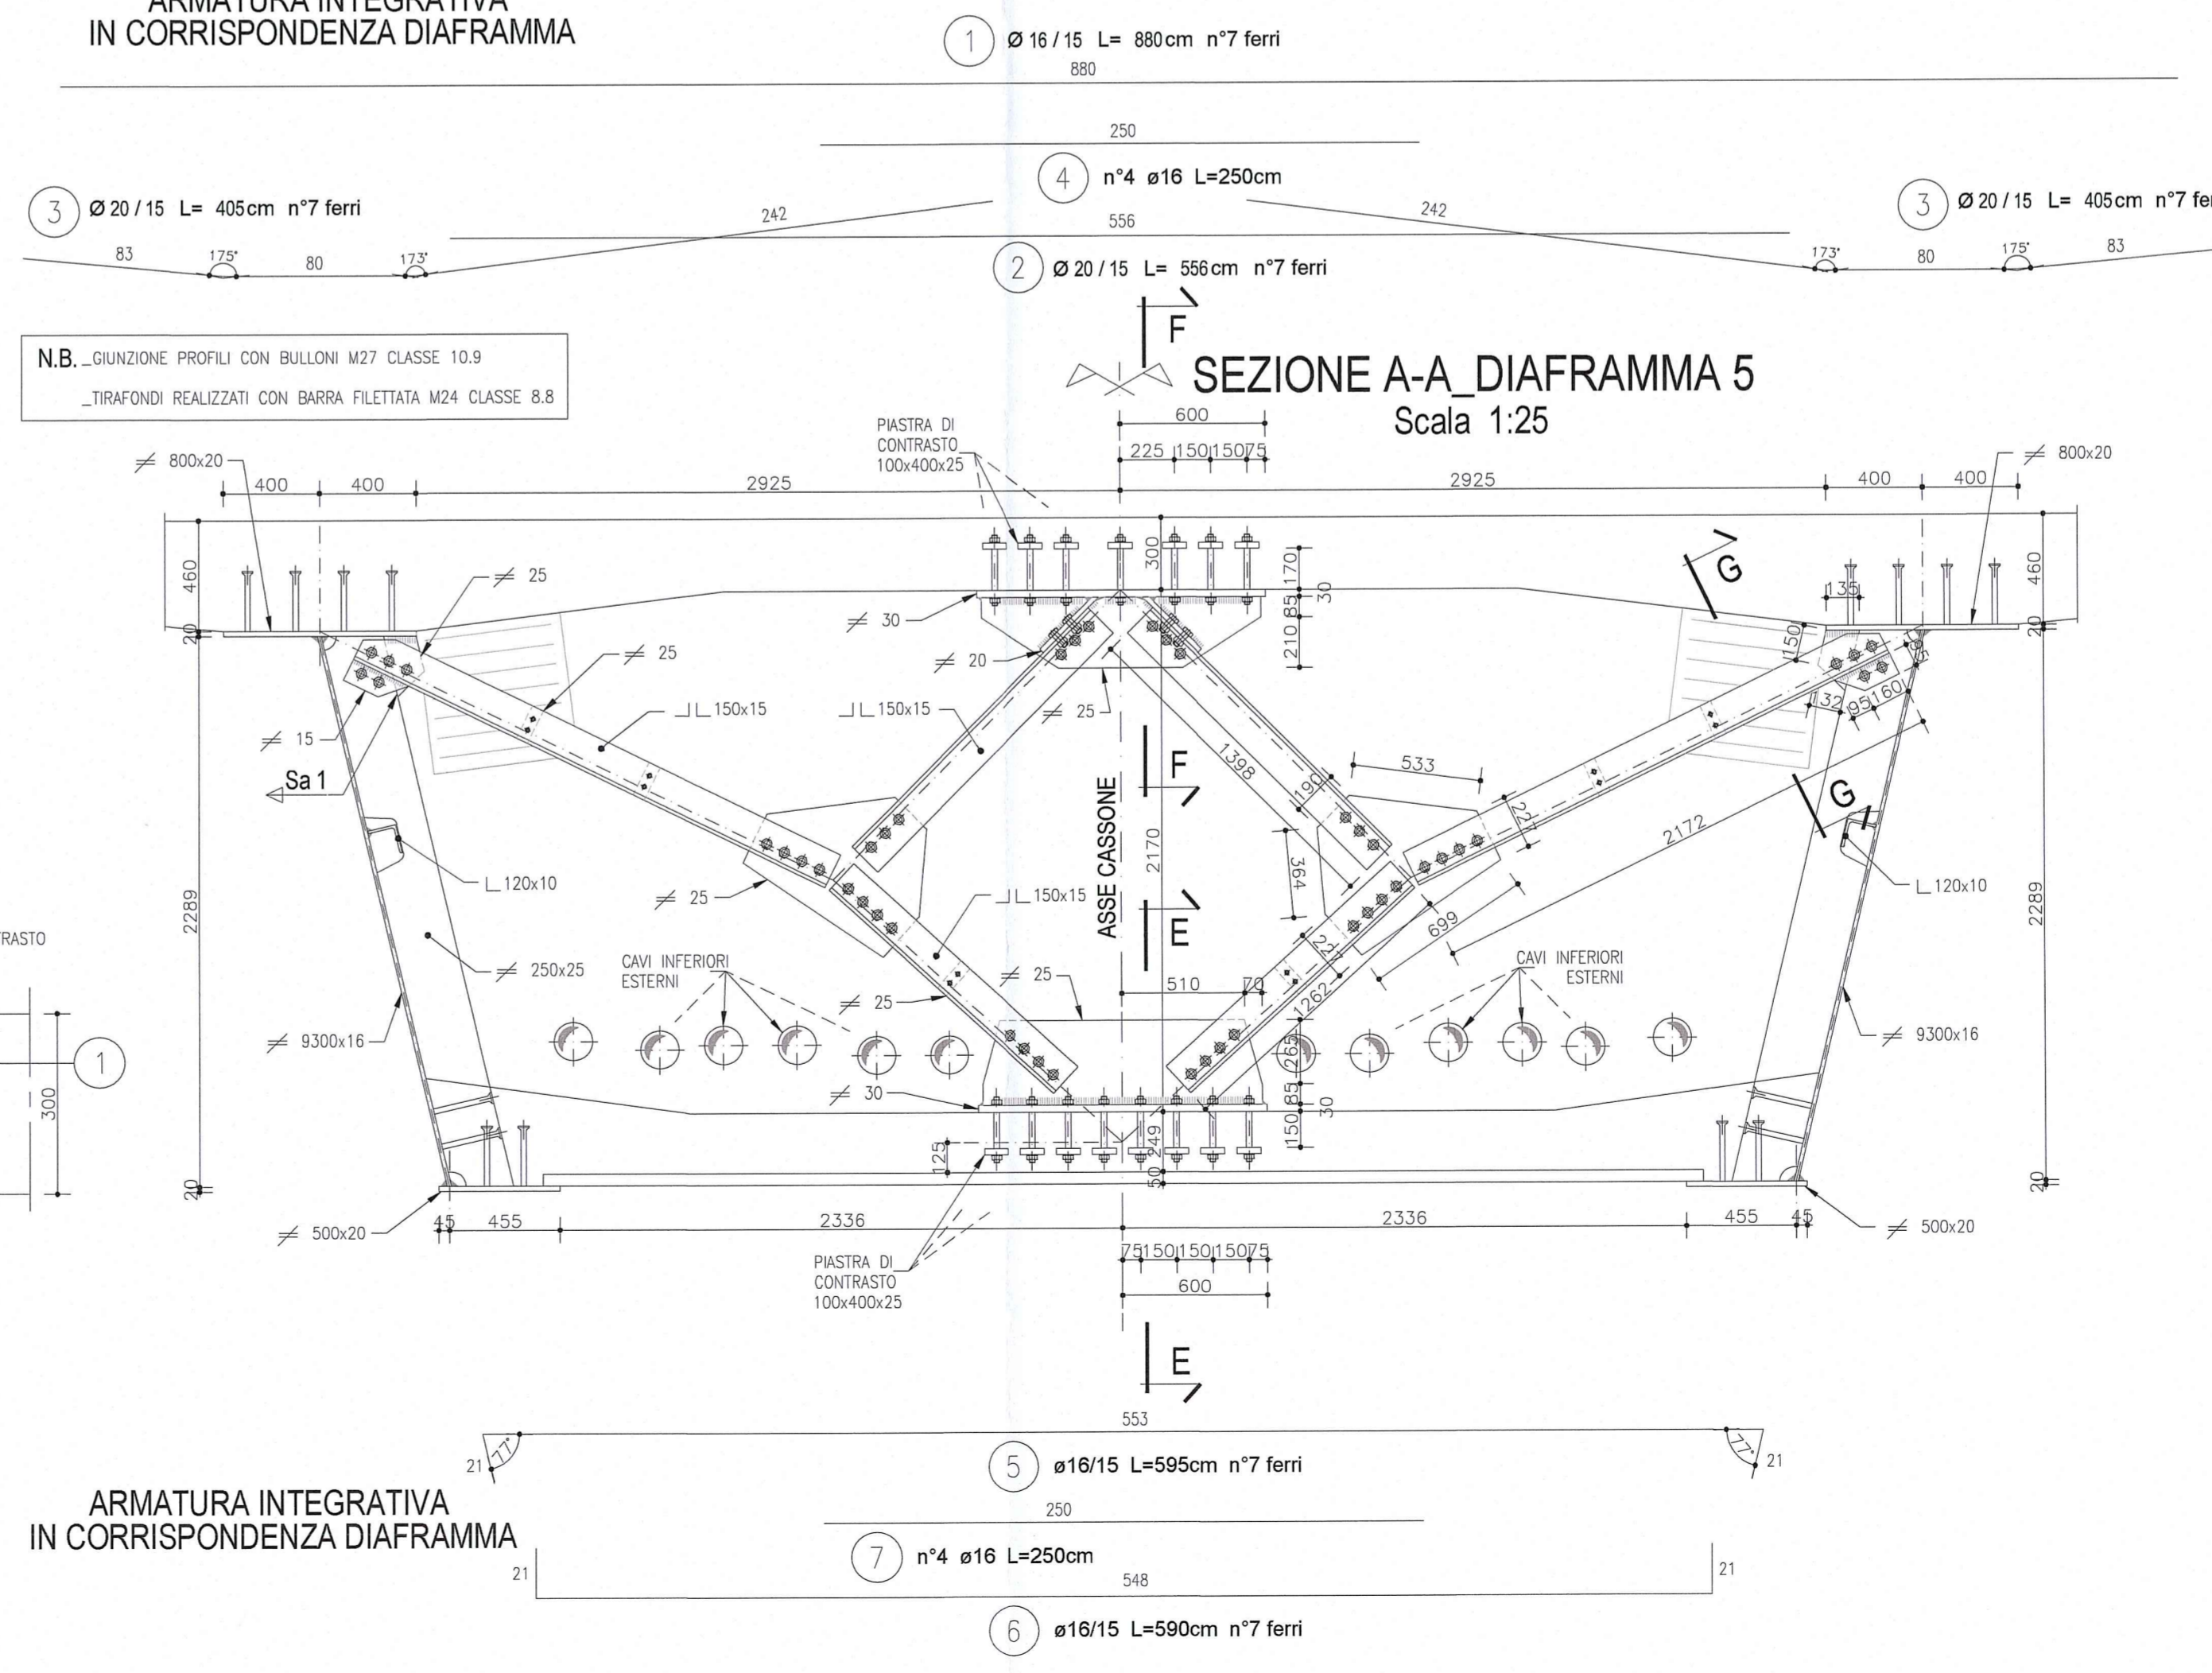 ARMATURA INTEGRATIVA
IN CORRISPONDENZA DIAFRAMMA
1 Ø 16 / 15 L= 880cm n°7 ferri
880
250
4 n°4 ø16 L=250cm
3 Ø 20 / 15 L= 405cm n°7 ferri
242
556
242
3 Ø 20 / 15 L= 405cm n°7 fer
83 175° 80 173°
173° 80 175° 83
2 Ø 20 / 15 L= 556cm n°7 ferri
N.B. _GIUNZIONE PROFILI CON BULLONI M27 CLASSE 10.9
_TIRAFONDI REALIZZATI CON BARRA FILETTATA M24 CLASSE 8.8
F
SEZIONE A-A_DIAFRAMMA 5
Scala 1:25
PIASTRA DI
CONTRASTO
100x400x25
600
225 150 150 75
800x20
400 400 2925 2925 400 400
800x20
460
25
300
170
30
85
210
G
135
460
20
30
25
20
150
20
15
150x15
150x15
25
132 95 160
Sa 1
F
1398
190
533
221
G
2172
ASSE CASSONE
2170
364
120x10
25
150x15
120x10
2289
2289
E
699
221
TRASTO
250x25
CAVI INFERIORI
ESTERNI
25
25
510 70
1262
CAVI INFERIORI
ESTERNI
9300x16
9300x16
1
300
265
85
30
150
30
125
249
50
20
20
500x20
45 455 2336 2336 455 45
500x20
PIASTRA DI
CONTRASTO
100x400x25
75 150 150 150 75
600
E
553
77° 21
77° 21
5 ø16/15 L=595cm n°7 ferri
ARMATURA INTEGRATIVA
IN CORRISPONDENZA DIAFRAMMA
250
7 n°4 ø16 L=250cm
21 548 21
6 ø16/15 L=590cm n°7 ferri